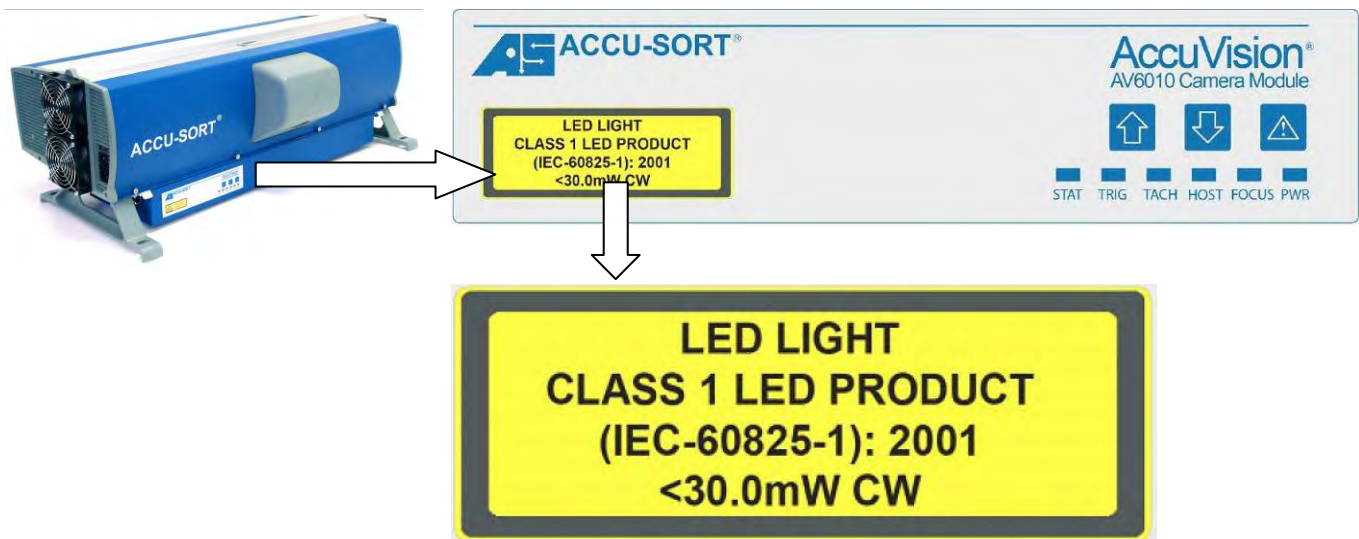 ACCU-SORT®
ACCU-SORT®
AccuVision®
AV6010 Camera Module
LED LIGHT
CLASS 1 LED PRODUCT
(IEC-60825-1): 2001
<30.0mW CW
STAT TRIG TACH HOST FOCUS PWR
LED LIGHT
CLASS 1 LED PRODUCT
(IEC-60825-1): 2001
<30.0mW CW